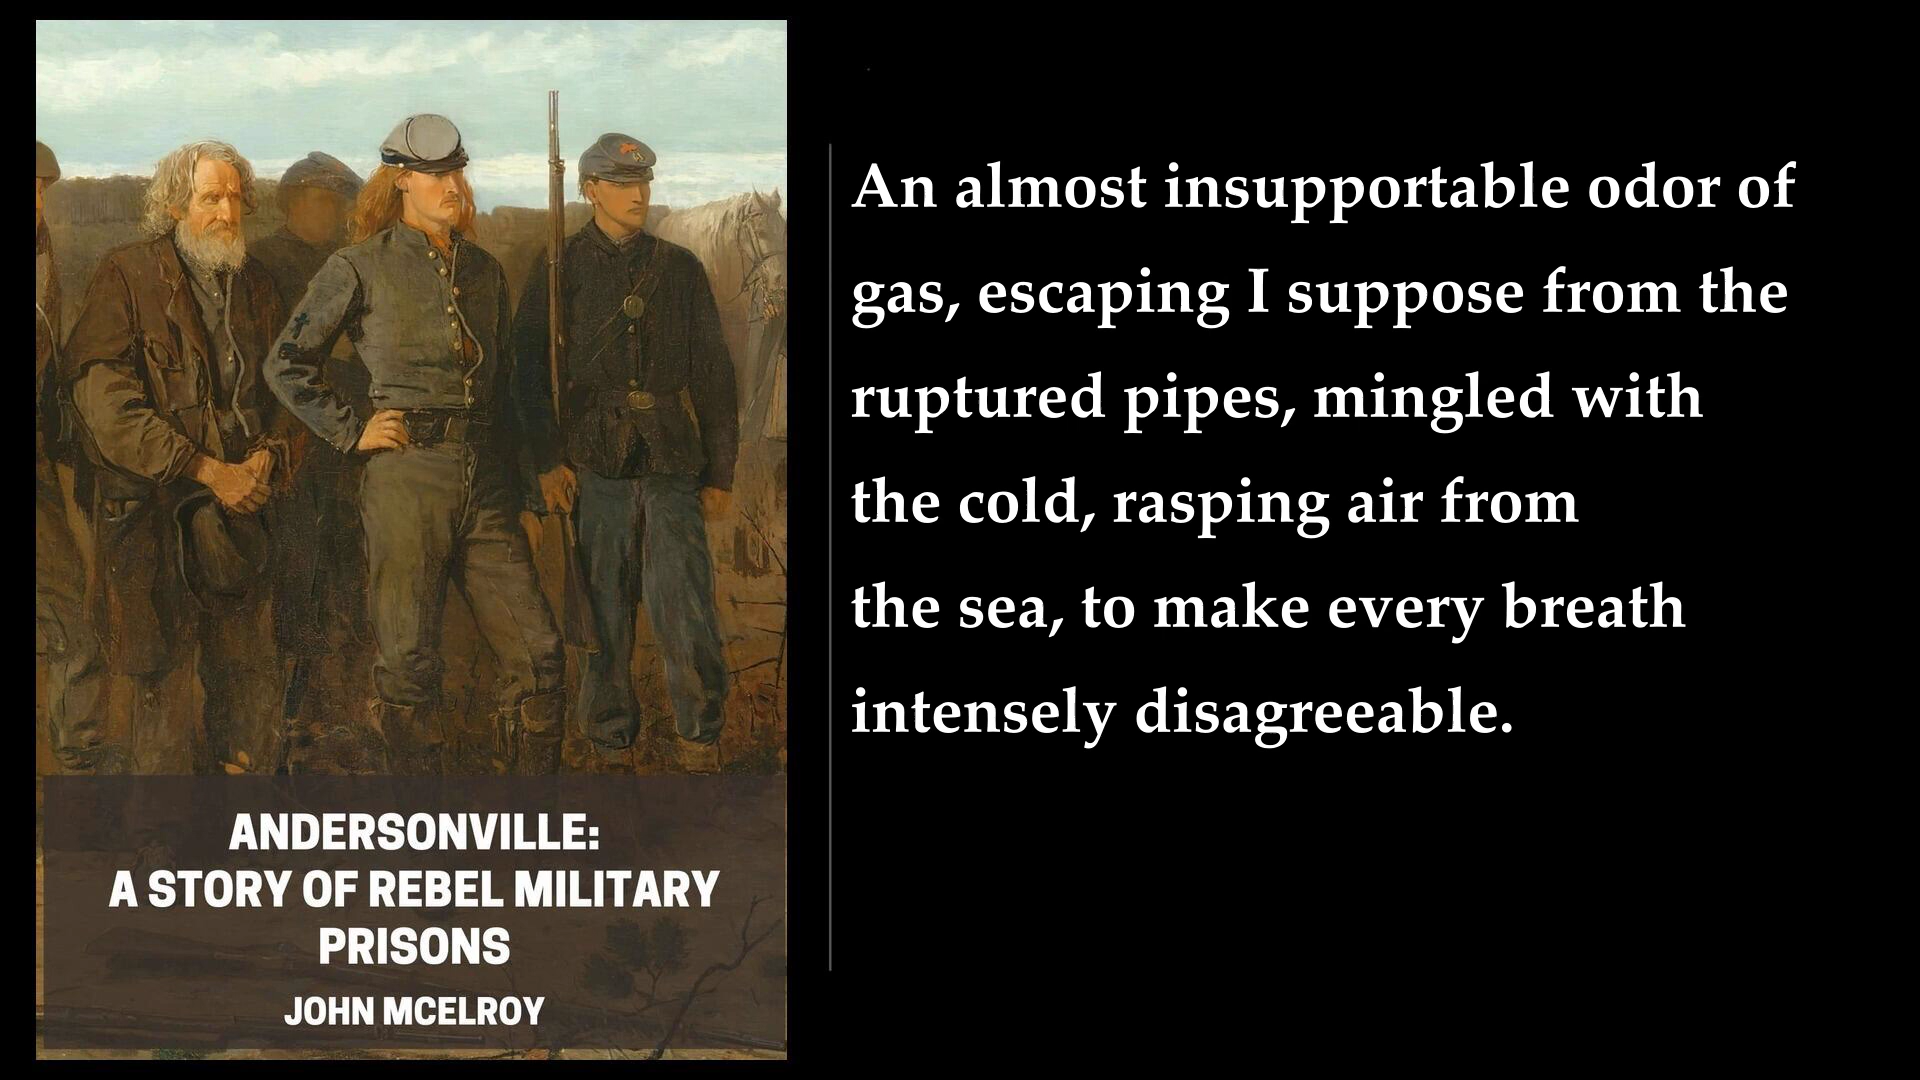 An almost insupportable odor of
gas, escaping I suppose from the
ruptured pipes, mingled with
the cold, rasping air from
the sea, to make every breath
intensely disagreeable.
ANDERSONVILLE:
A STORY OF REBEL MILITARY
PRISONS
JOHN MCELROY